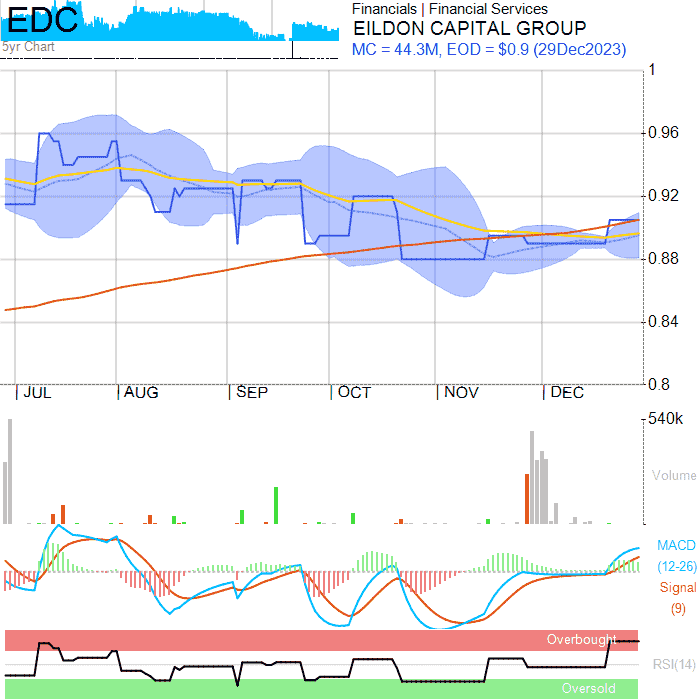 EDC
5yr Chart
Financials | Financial Services
EILDON CAPITAL GROUP
MC = 44.3M, EOD = $0.9 (29Dec2023)
1
0.96
0.92
0.88
0.84
0.8
JUL AUG SEP OCT NOV DEC
540k
Volume
MACD
(12-26)
Signal
(9)
Overbought
RSI(14)
Oversold